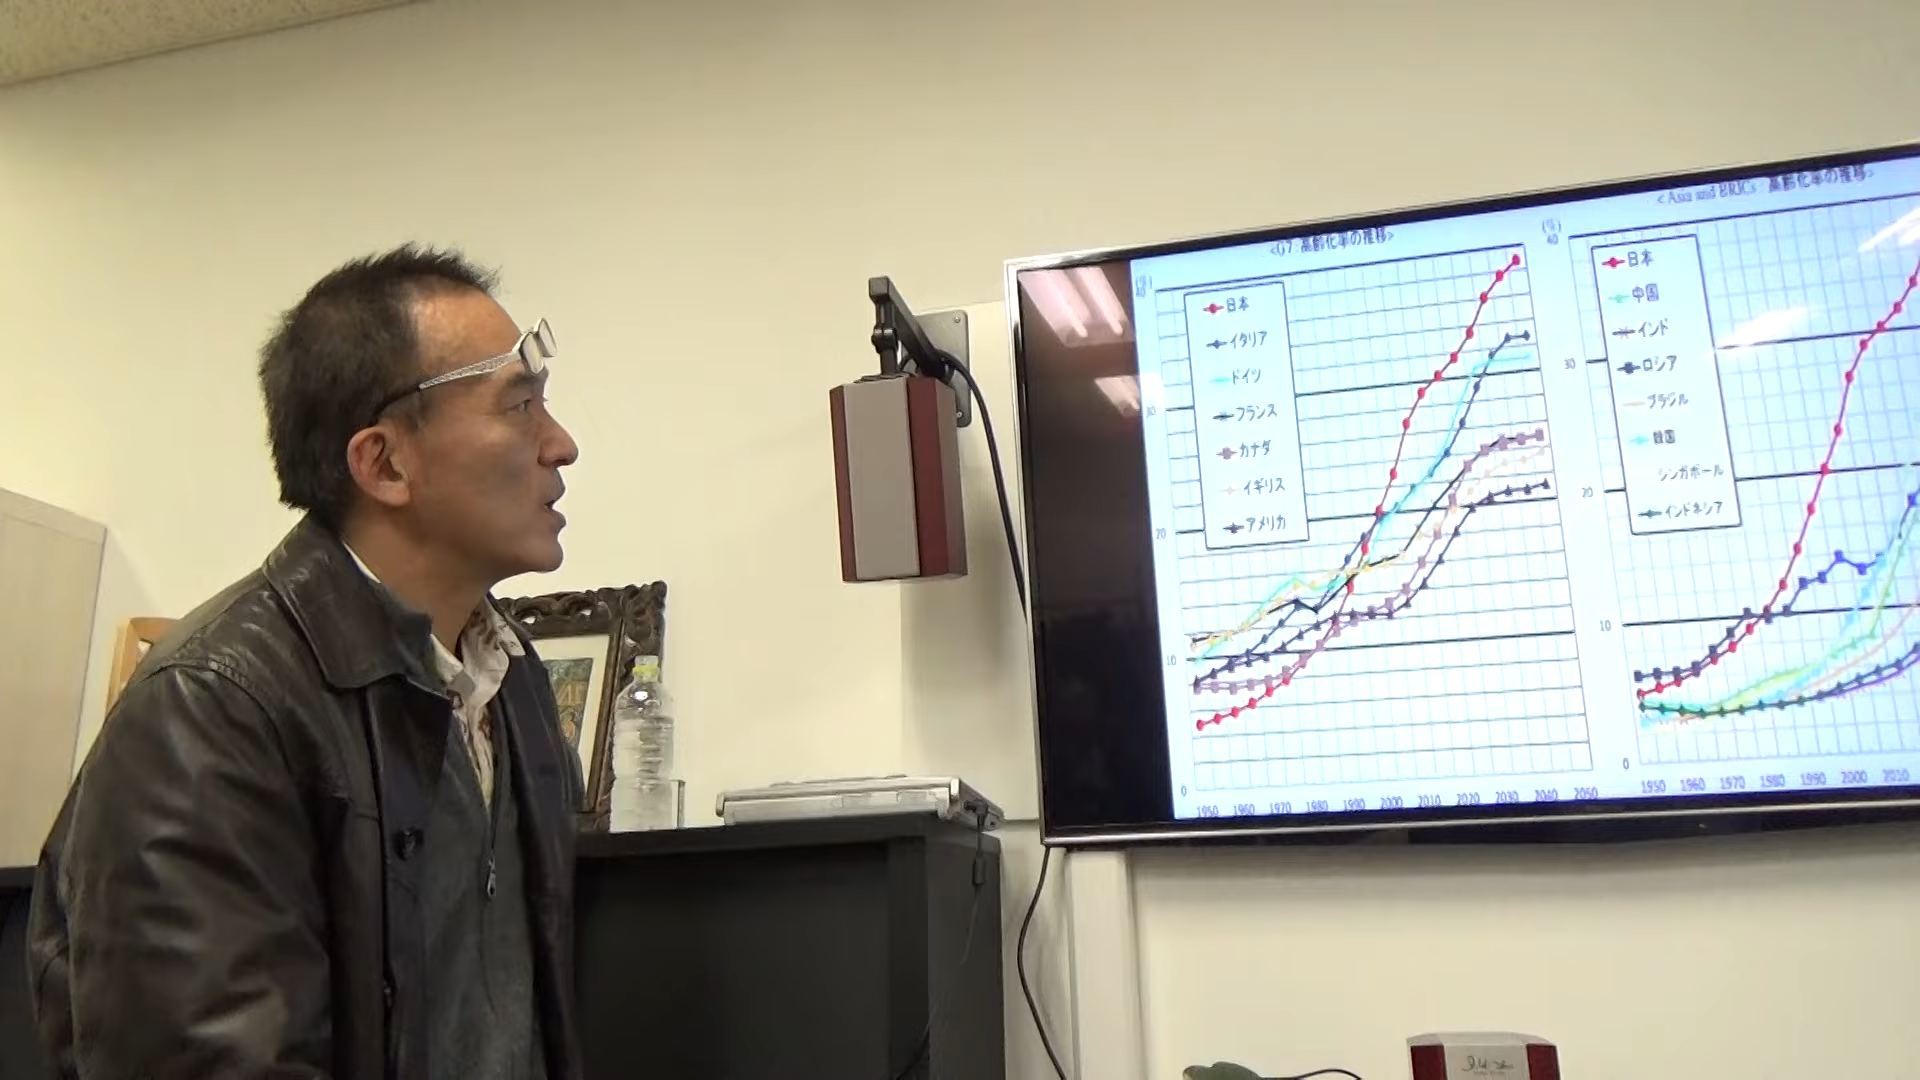 <G7 : 高齢化率の推移>
(%)
40
30
20
10
0
日本
イタリア
ドイツ
フランス
カナダ
イギリス
アメリカ
1950 1960 1970 1980 1990 2000 2010 2020 2030 2040 2050
<Asia and BRICs : 高齢化率の推移>
(%)
40
30
20
10
0
日本
中国
インド
ロシア
ブラジル
韓国
シンガポール
インドネシア
1950 1960 1970 1980 1990 2000 2010